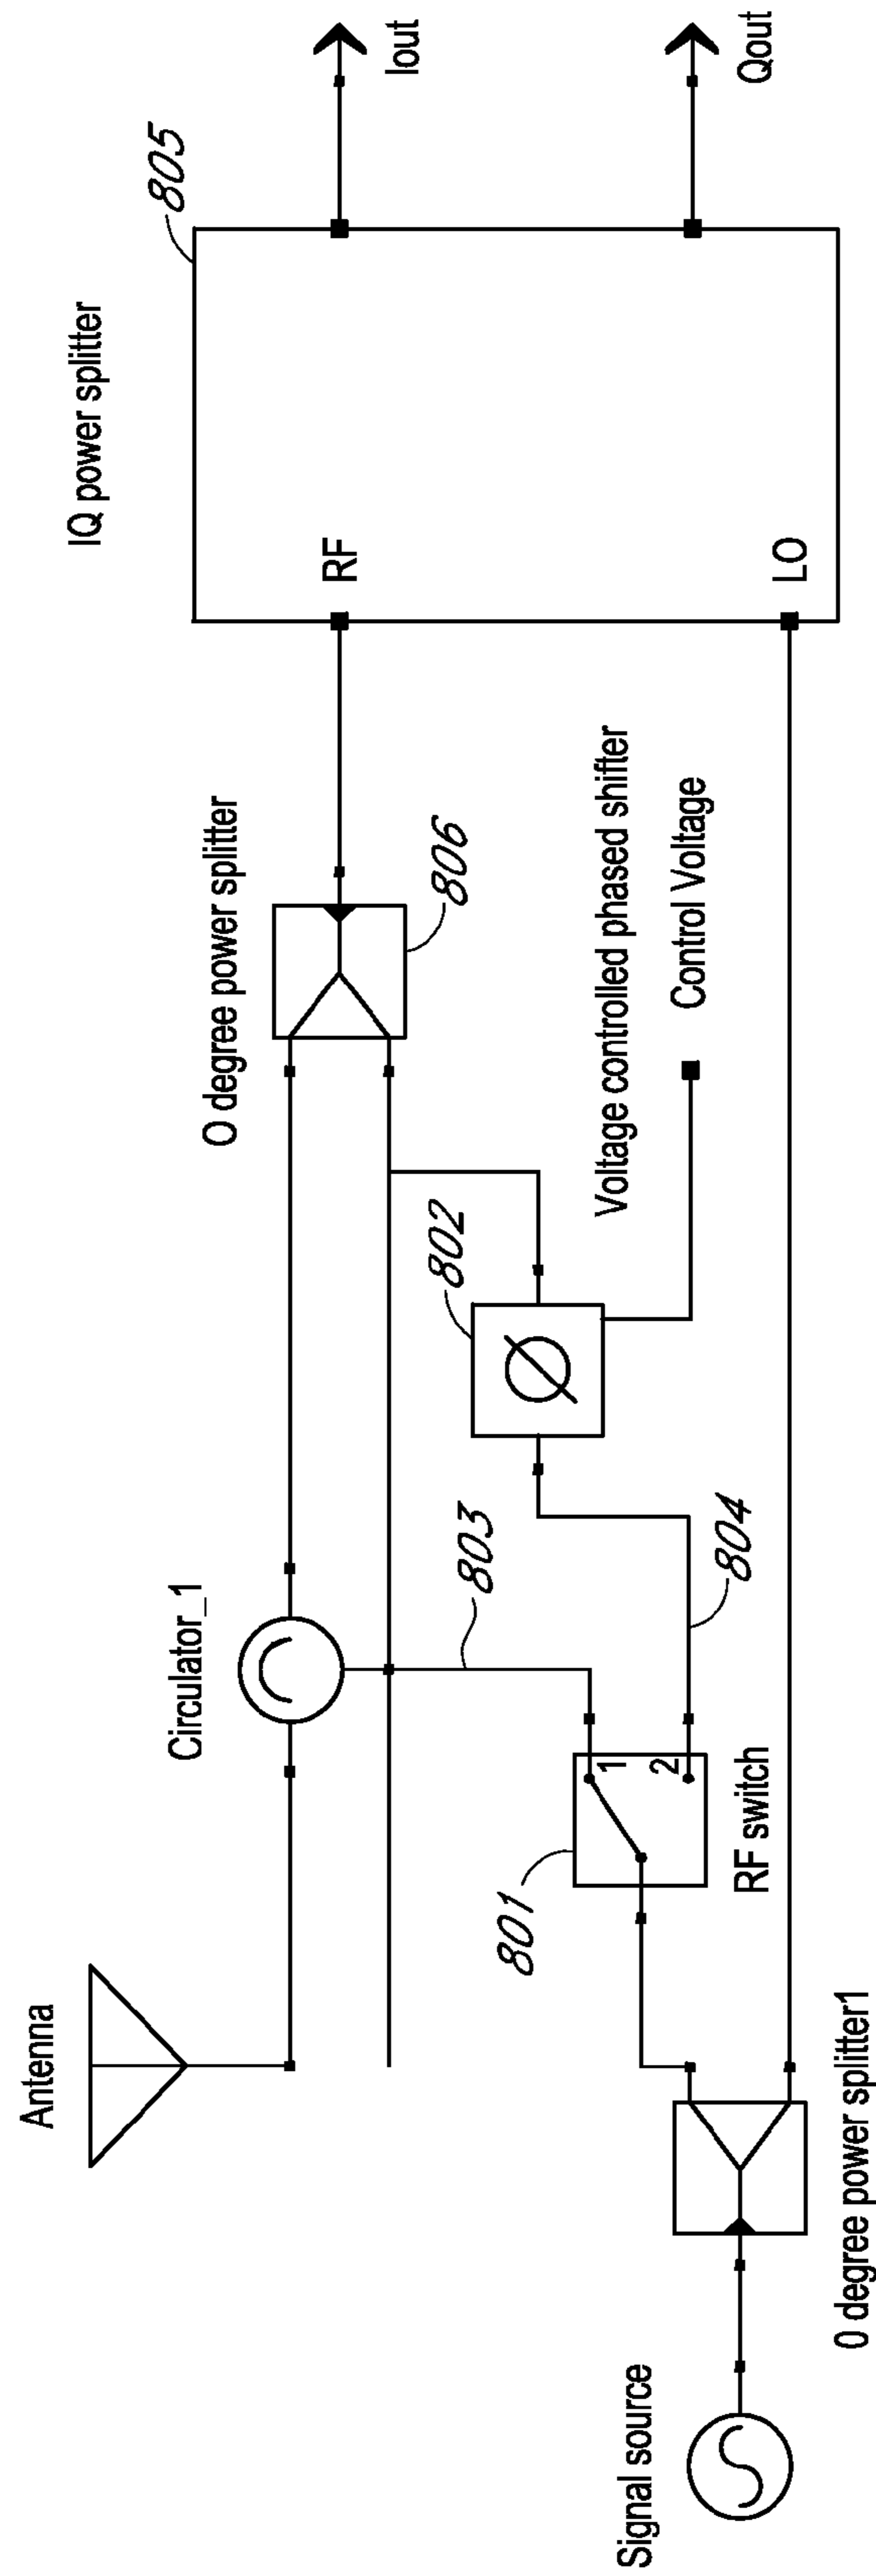 Antenna
Circulator_1
O degree power splitter
806
IQ power splitter
805
RF
LO
Iout
Qout
803
802
801
1
2
RF switch
804
Voltage controlled phased shifter
Control Voltage
Signal source
0 degree power splitter1